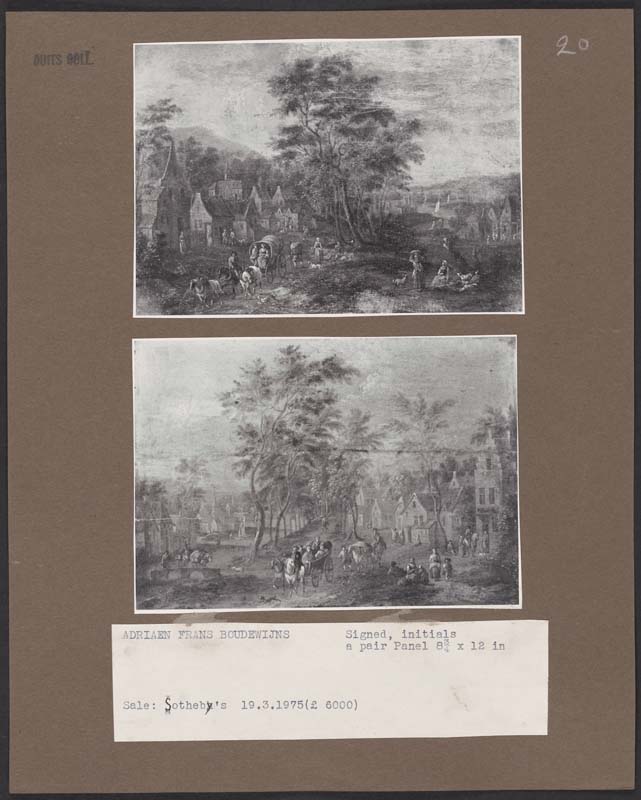 DUITS COLL.
20
ADRIAEN FRANS BOUDEWIJNS
Signed, initials
a pair Panel 8¾ x 12 in
Sale: Sotheby's 19.3.1975(£ 6000)